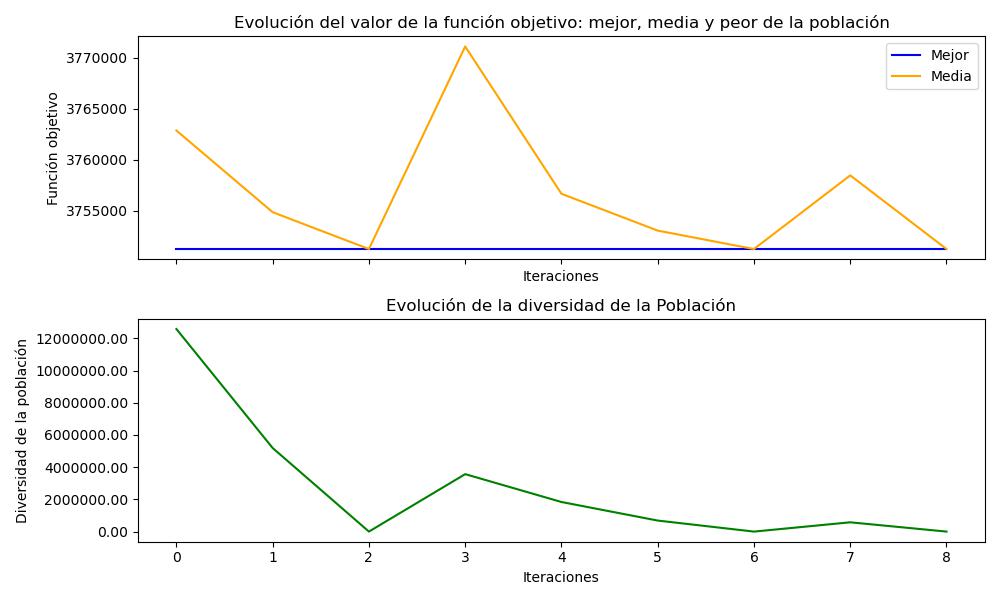 Evolución del valor de la función objetivo: mejor, media y peor de la población
Función objetivo
3770000
3765000
3760000
3755000
Mejor
Media
Iteraciones
Evolución de la diversidad de la Población
Diversidad de la población
12000000.00
10000000.00
8000000.00
6000000.00
4000000.00
2000000.00
0.00
0 1 2 3 4 5 6 7 8
Iteraciones